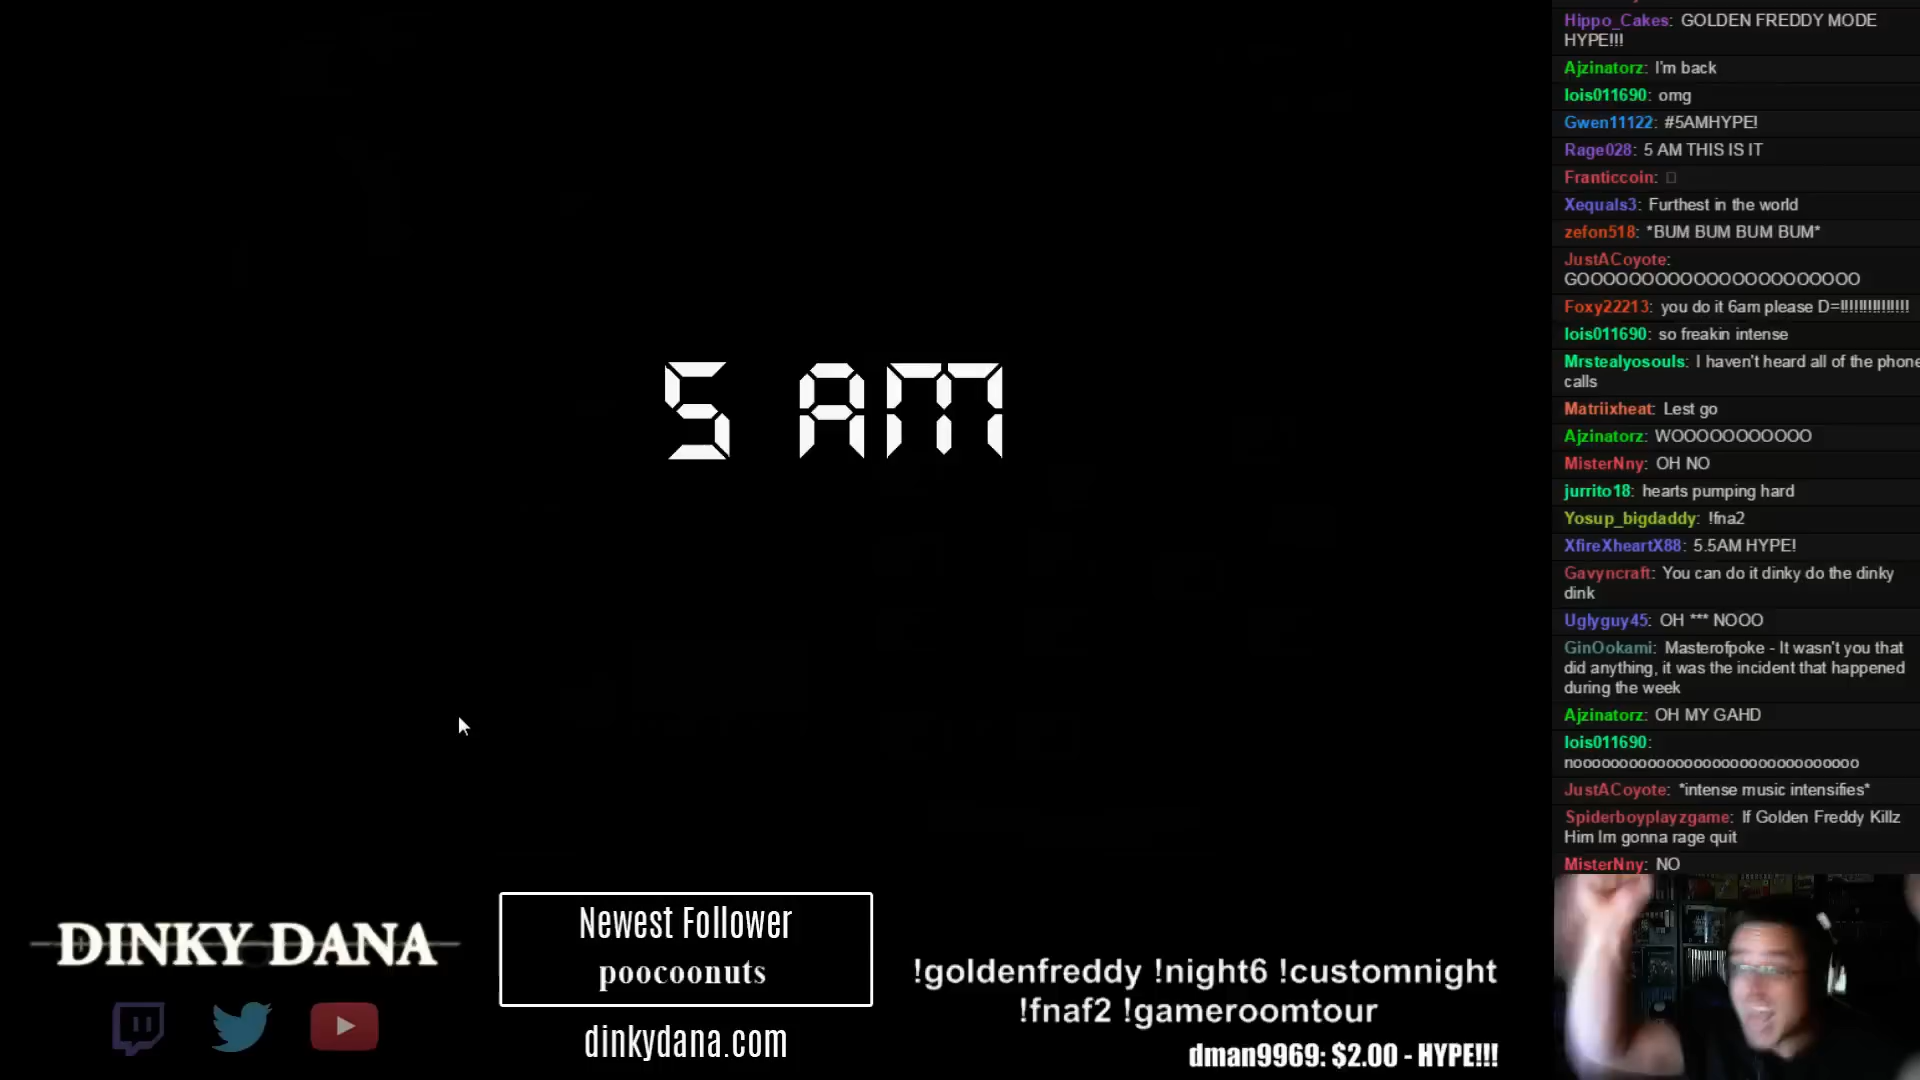 Hippo_Cakes: GOLDEN FREDDY MODE
HYPE!!!
Ajzinatorz: I'm back
lois011690: omg
Gwen11122: #5AMHYPE!
Rage028: 5 AM THIS IS IT
Franticcoin:
Xequals3: Furthest in the world
zefon518: *BUM BUM BUM BUM*
JustACoyote:
GOOOOOOOOOOOOOOOOOOOOOO
Foxy22213: you do it 6am please D=!!!!!!!!!!!!!!!
lois011690: so freakin intense
Mrstealyosouls: I haven't heard all of the phone
calls
Matriixheat: Lest go
Ajzinatorz: WOOOOOOOOOOO
MisterNny: OH NO
jurrito18: hearts pumping hard
Yosup_bigdaddy: !fna2
XfireXheartX88: 5.5AM HYPE!
Gavyncraft: You can do it dinky do the dinky
dink
Uglyguy45: OH *** NOOO
GinOokami: Masterofpoke - It wasn't you that
did anything, it was the incident that happened
during the week
Ajzinatorz: OH MY GAHD
lois011690:
noooooooooooooooooooooooooooooo
JustACoyote: *intense music intensifies*
Spiderboyplayzgame: If Golden Freddy Killz
Him Im gonna rage quit
MisterNny: NO
5 AM
DINKY DANA
Newest Follower
poocoonuts
dinkydana.com
!goldenfreddy !night6 !customnight
!fnaf2 !gameroomtour
dman9969: $2.00 - HYPE!!!